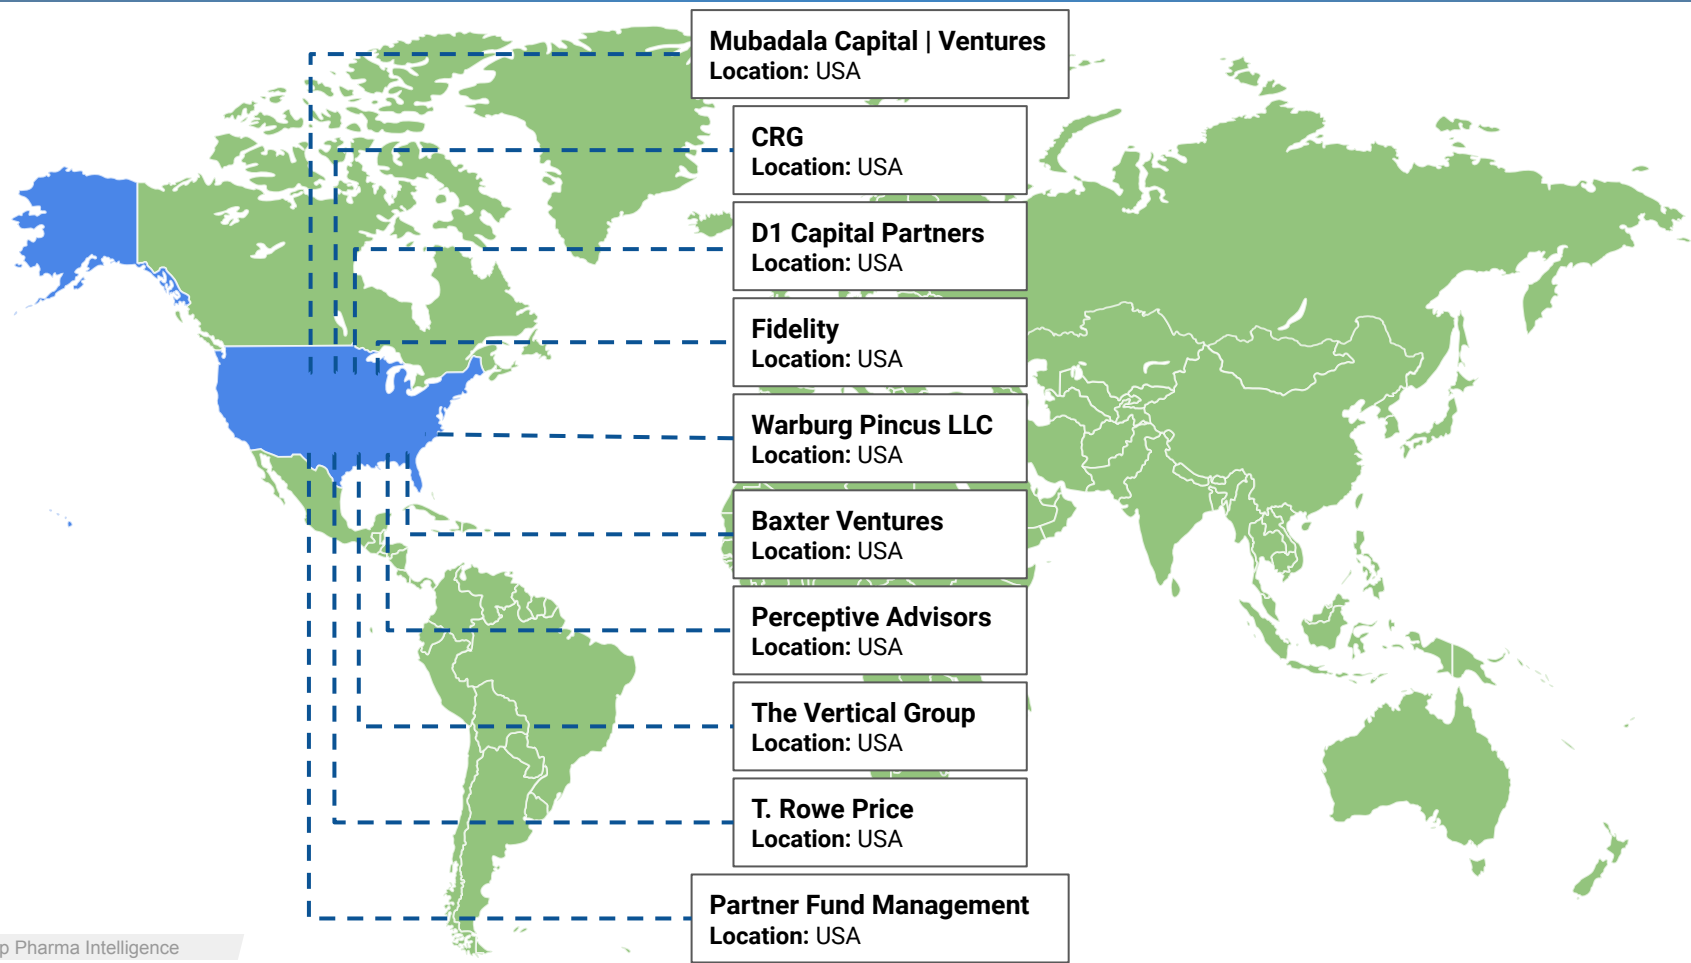 Mubadala Capital | Ventures
Location: USA
CRG
Location: USA
D1 Capital Partners
Location: USA
Fidelity
Location: USA
Warburg Pincus LLC
Location: USA
Baxter Ventures
Location: USA
Perceptive Advisors
Location: USA
The Vertical Group
Location: USA
T. Rowe Price
Location: USA
Partner Fund Management
Location: USA
p Pharma Intelligence